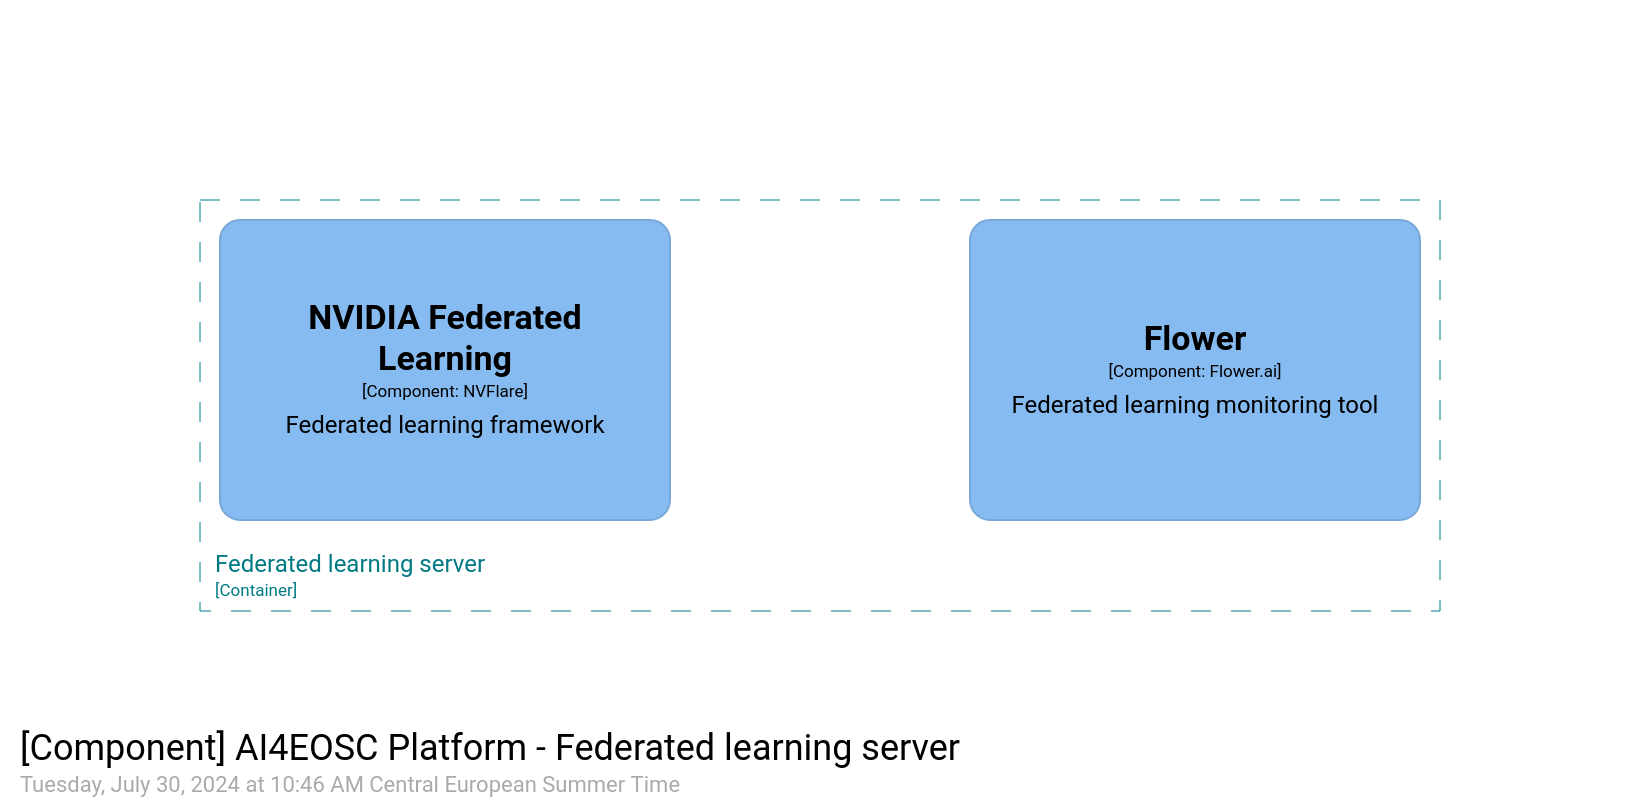 NVIDIA Federated
Learning
[Component: NVFlare]
Federated learning framework
Flower
[Component: Flower.ai]
Federated learning monitoring tool
Federated learning server
[Container]
[Component] AI4EOSC Platform - Federated learning server
Tuesday, July 30, 2024 at 10:46 AM Central European Summer Time